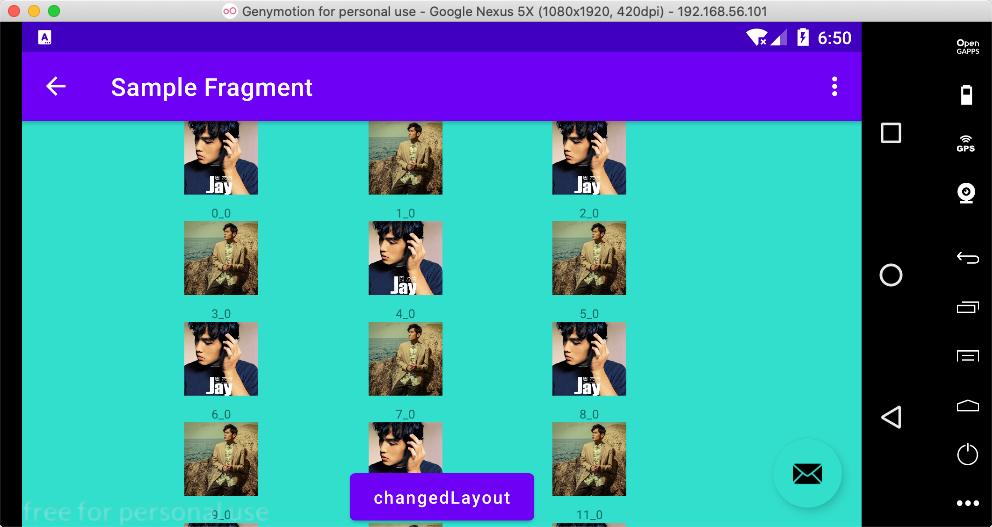 Genymotion for personal use - Google Nexus 5X (1080x1920, 420dpi) - 192.168.56.101
A
6:50
Open
GAPPS
Sample Fragment
GPS
Jay
Jay
0_0 1_0 2_0
Jay
3_0 4_0 5_0
Jay
Jay
6_0 7_0 8_0
changedLayout
free for personal use
9_0 11_0